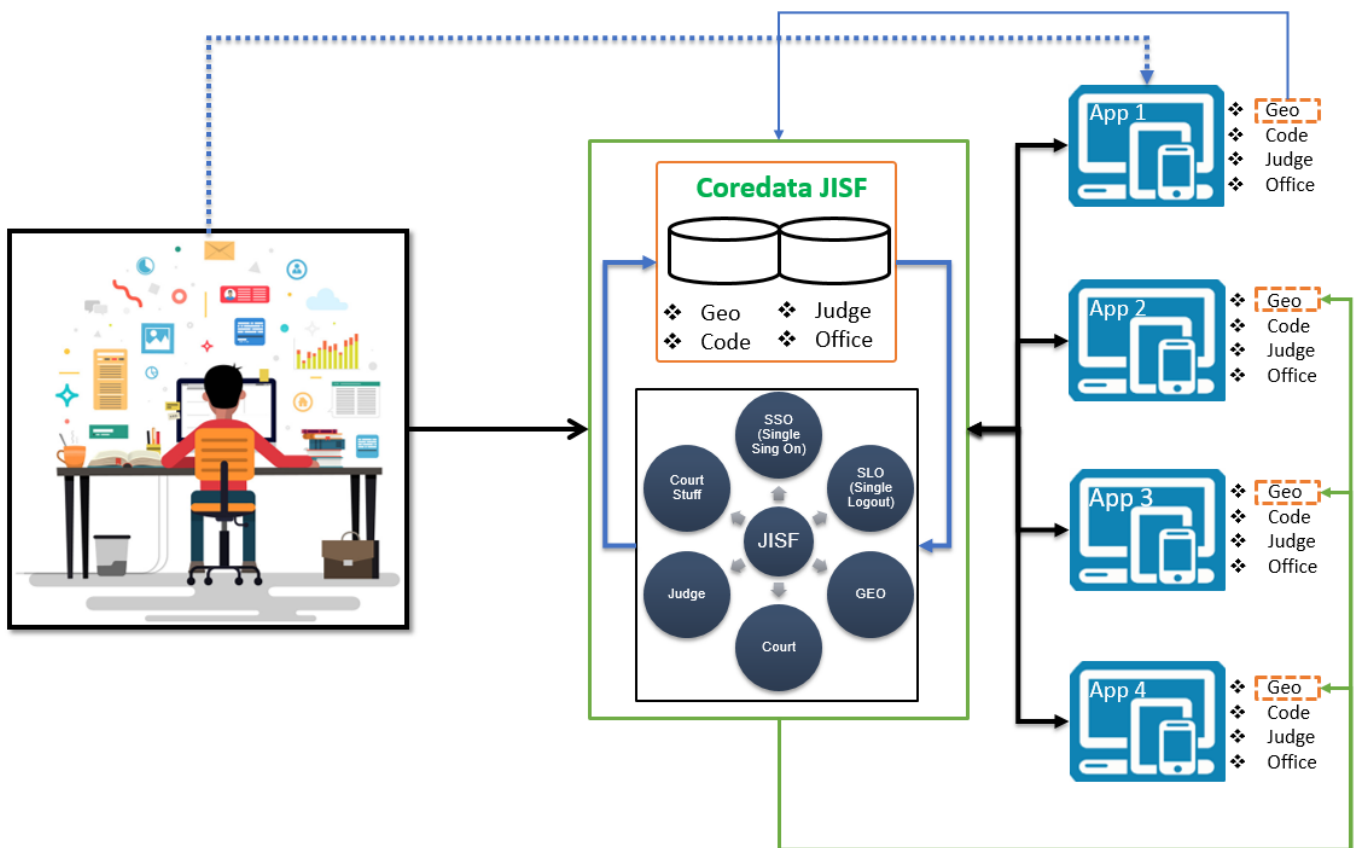 App 1
❖ Geo
❖ Code
❖ Judge
❖ Office
Coredata JISF
❖ Geo
❖ Code
❖ Judge
❖ Office
App 2
❖ Geo
❖ Code
❖ Judge
❖ Office
SSO
(Single
Sing On)
SLO
(Single
Logout)
GEO
Court
Judge
Court
Stuff
JISF
App 3
❖ Geo
❖ Code
❖ Judge
❖ Office
App 4
❖ Geo
❖ Code
❖ Judge
❖ Office